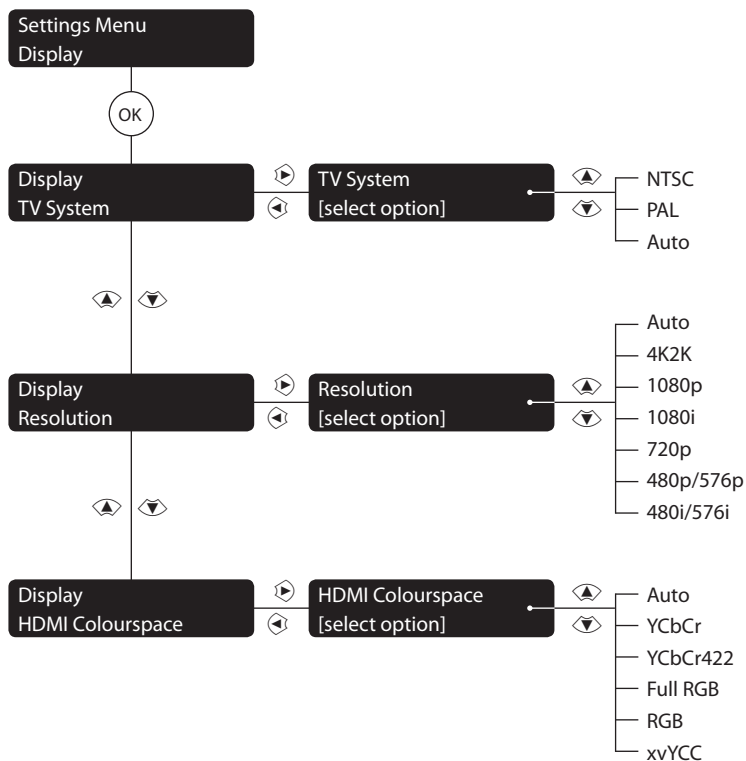 Settings Menu
Display
OK
Display
TV System
TV System
[select option]
NTSC
PAL
Auto
Display
Resolution
Resolution
[select option]
Auto
4K2K
1080p
1080i
720p
480p/576p
480i/576i
Display
HDMI Colourspace
HDMI Colourspace
[select option]
Auto
YCbCr
YCbCr422
Full RGB
RGB
xvYCC